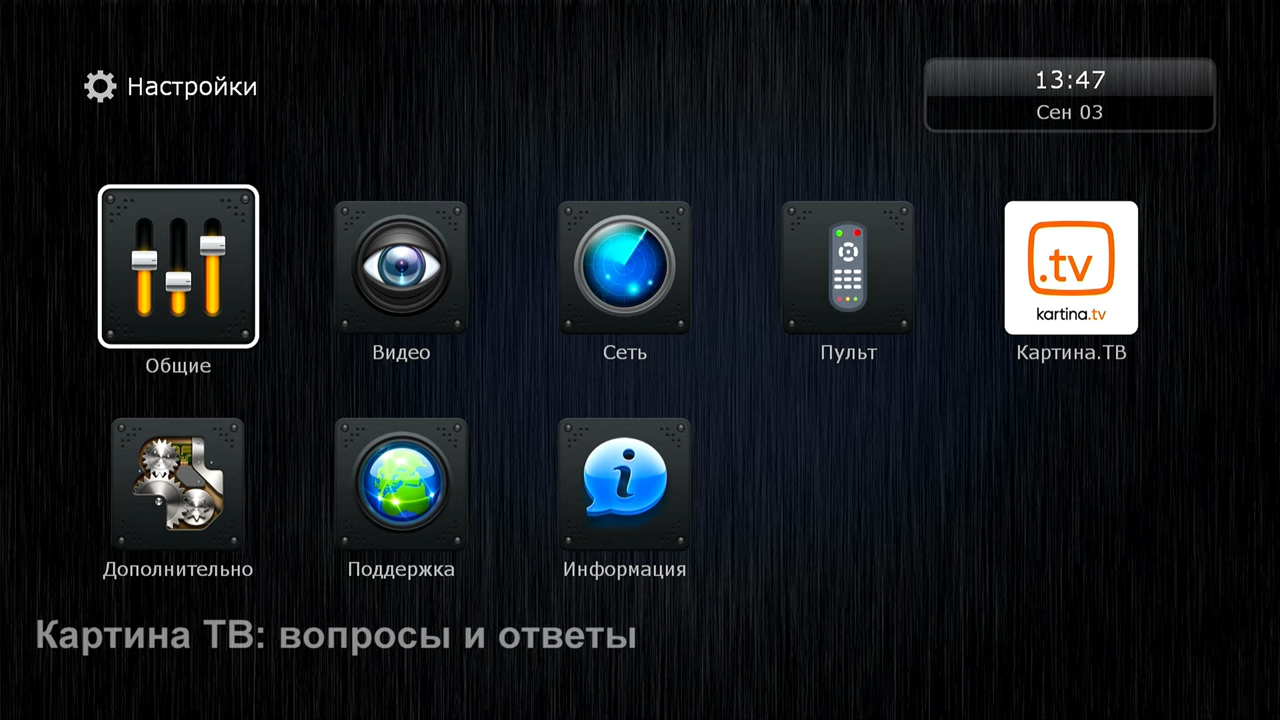 Настройки
13:47
Сен 03
.tv
kartina.tv
Общие
Видео
Сеть
Пульт
Картина.ТВ
Дополнительно
Поддержка
Информация
Картина ТВ: вопросы и ответы